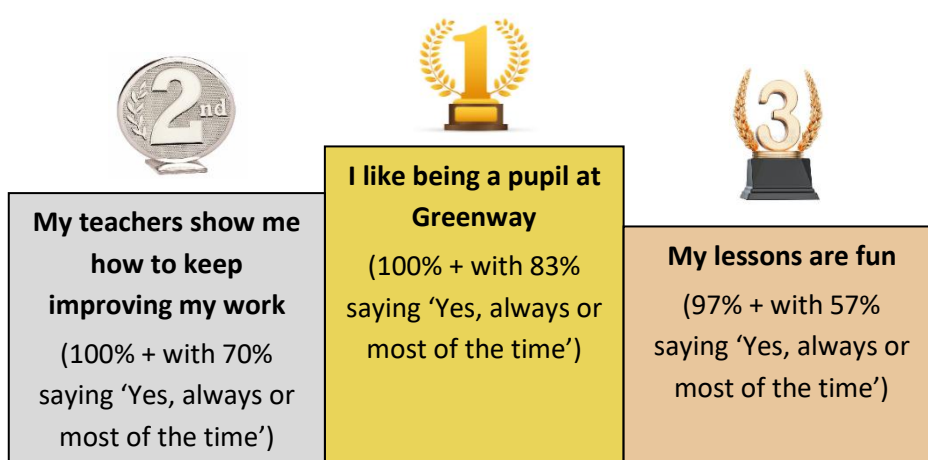 2nd
My teachers show me
how to keep
improving my work
(100% + with 70%
saying ‘Yes, always or
most of the time’)
1
I like being a pupil at
Greenway
(100% + with 83%
saying ‘Yes, always or
most of the time’)
3
My lessons are fun
(97% + with 57%
saying ‘Yes, always or
most of the time’)